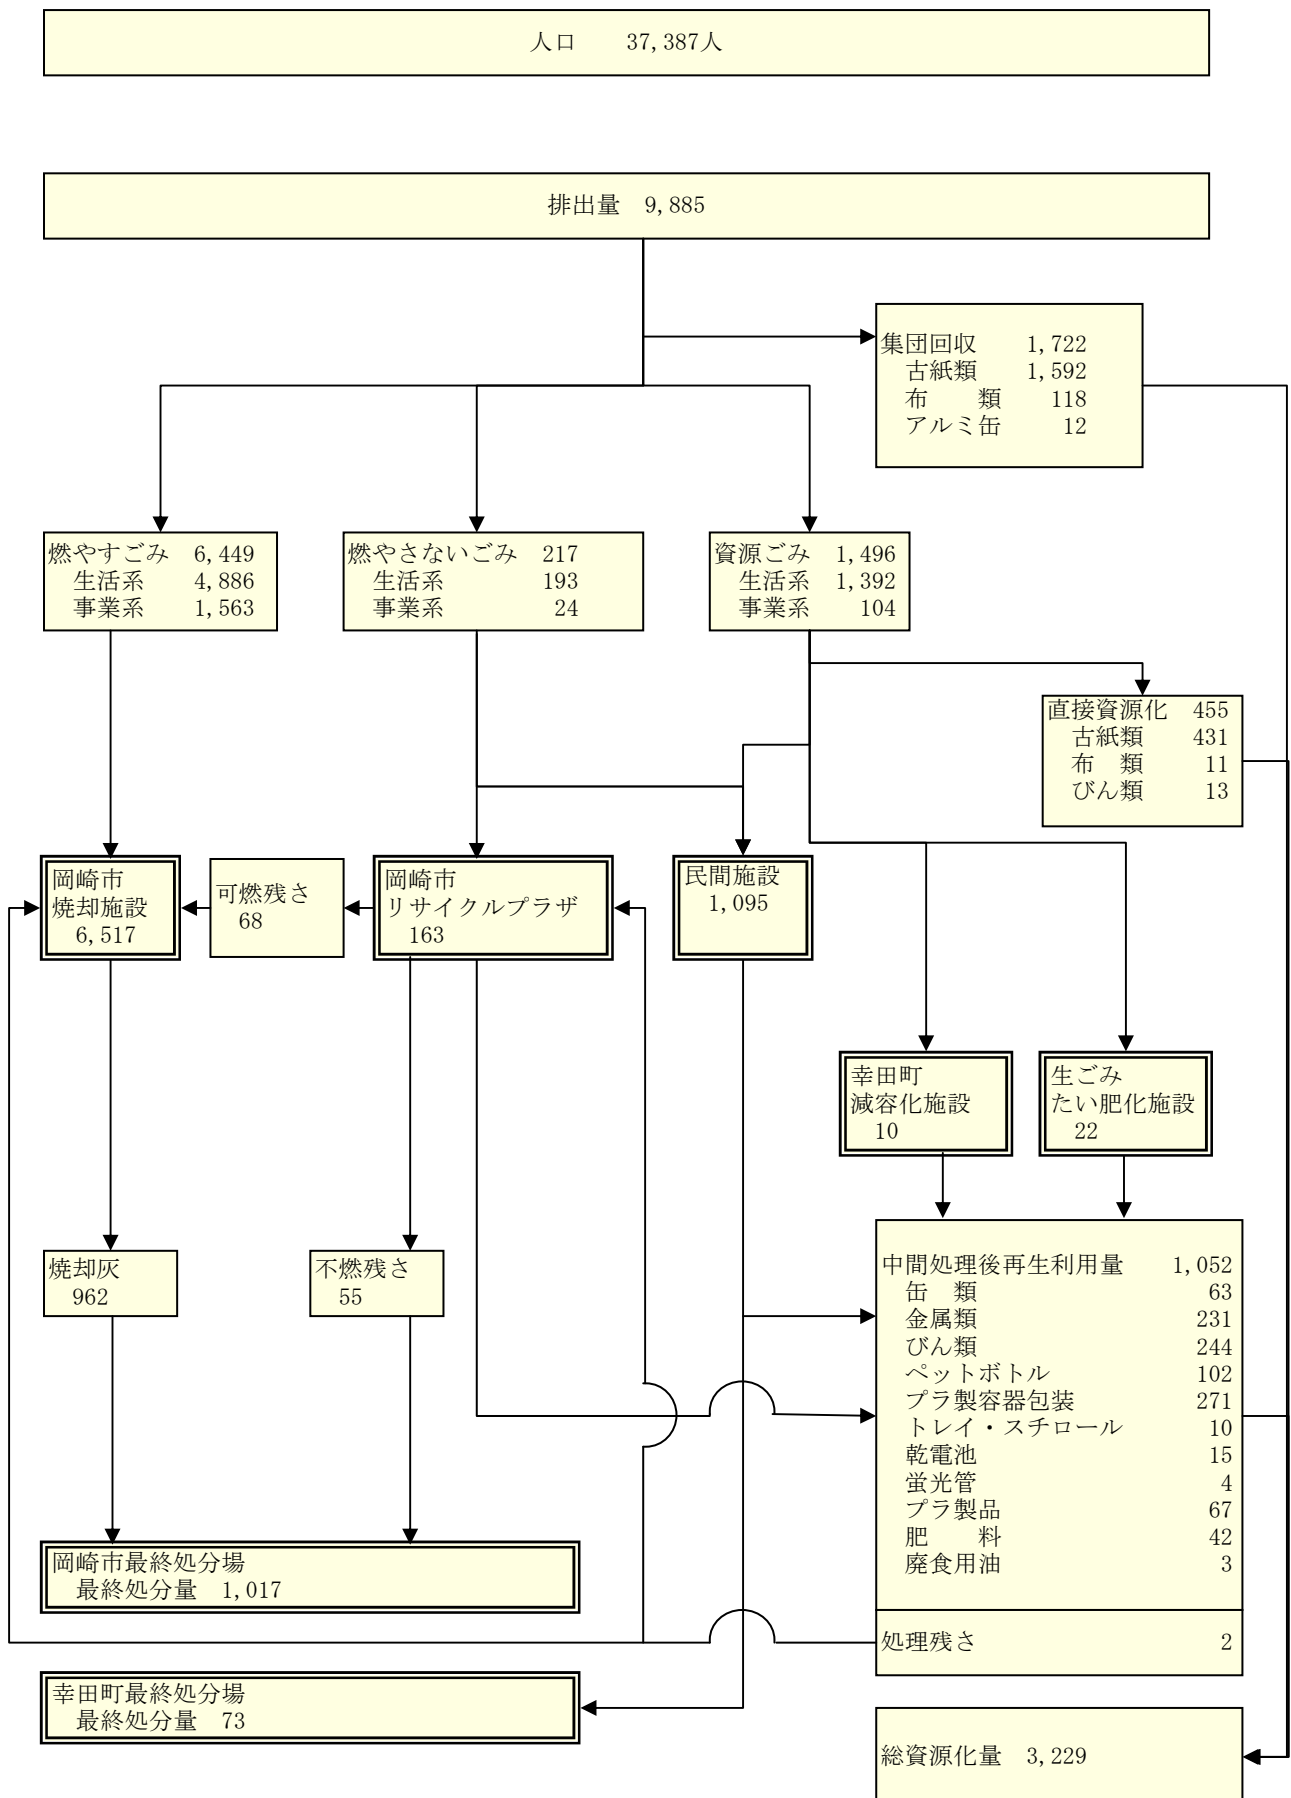 人口　　37,387人
排出量　9,885
集団回収　　1,722
古紙類　　1,592
布　　類　　118
アルミ缶　　12
燃やすごみ　6,449
生活系　　4,886
事業系　　1,563
燃やさないごみ　217
生活系　　　　193
事業系　　　　24
資源ごみ　1,496
生活系　1,392
事業系　　104
直接資源化　455
古紙類　　431
布　類　　11
びん類　　13
岡崎市
焼却施設
6,517
可燃残さ
68
岡崎市
リサイクルプラザ
163
民間施設
1,095
幸田町
減容化施設
10
生ごみ
たい肥化施設
22
焼却灰
962
不燃残さ
55
中間処理後再生利用量　　1,052
缶　類　　63
金属類　　231
びん類　　244
ペットボトル　　102
プラ製容器包装　　271
トレイ・スチロール　　10
乾電池　　15
蛍光管　　4
プラ製品　　67
肥　　料　　42
廃食用油　　3
処理残さ　　2
岡崎市最終処分場
最終処分量　1,017
幸田町最終処分場
最終処分量　73
総資源化量　3,229